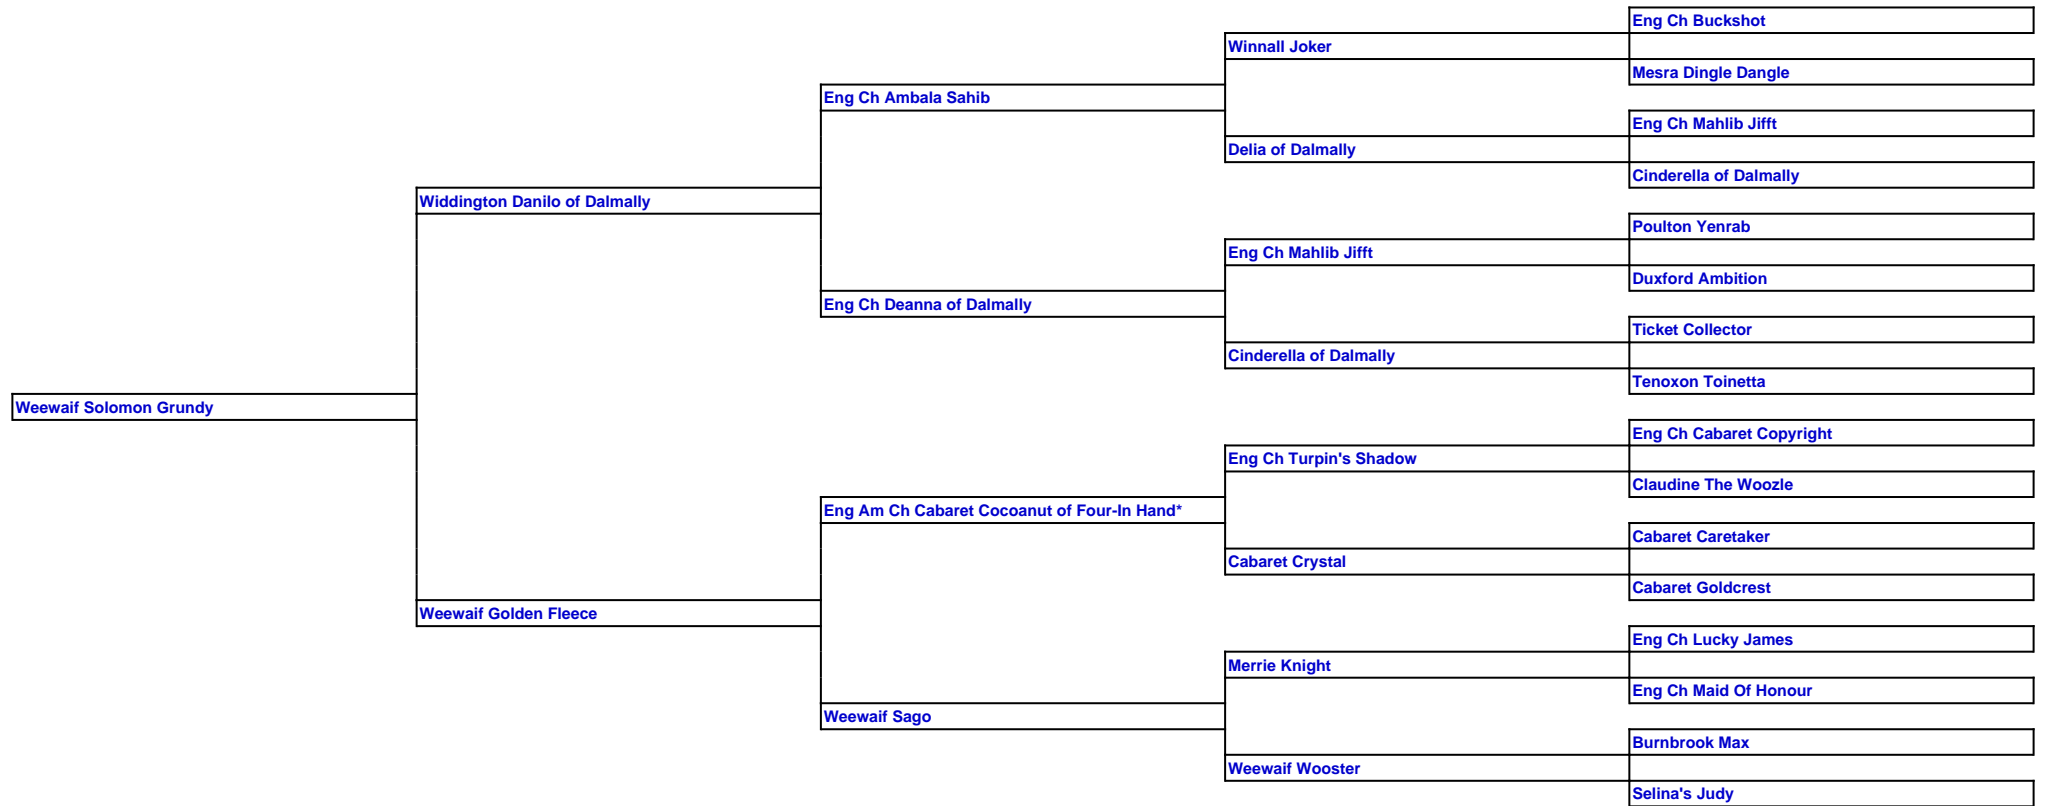 Eng Ch Buckshot
Winnall Joker
Mesra Dingle Dangle
Eng Ch Ambala Sahib
Eng Ch Mahlib Jifft
Delia of Dalmally
Cinderella of Dalmally
Widdington Danilo of Dalmally
Poulton Yenrab
Eng Ch Mahlib Jifft
Duxford Ambition
Eng Ch Deanna of Dalmally
Ticket Collector
Cinderella of Dalmally
Tenoxon Toinetta
Weewaif Solomon Grundy
Eng Ch Cabaret Copyright
Eng Ch Turpin's Shadow
Claudine The Woozle
Eng Am Ch Cabaret Cocoanut of Four-In Hand*
Cabaret Caretaker
Cabaret Crystal
Cabaret Goldcrest
Weewaif Golden Fleece
Eng Ch Lucky James
Merrie Knight
Eng Ch Maid Of Honour
Weewaif Sago
Burnbrook Max
Weewaif Wooster
Selina's Judy